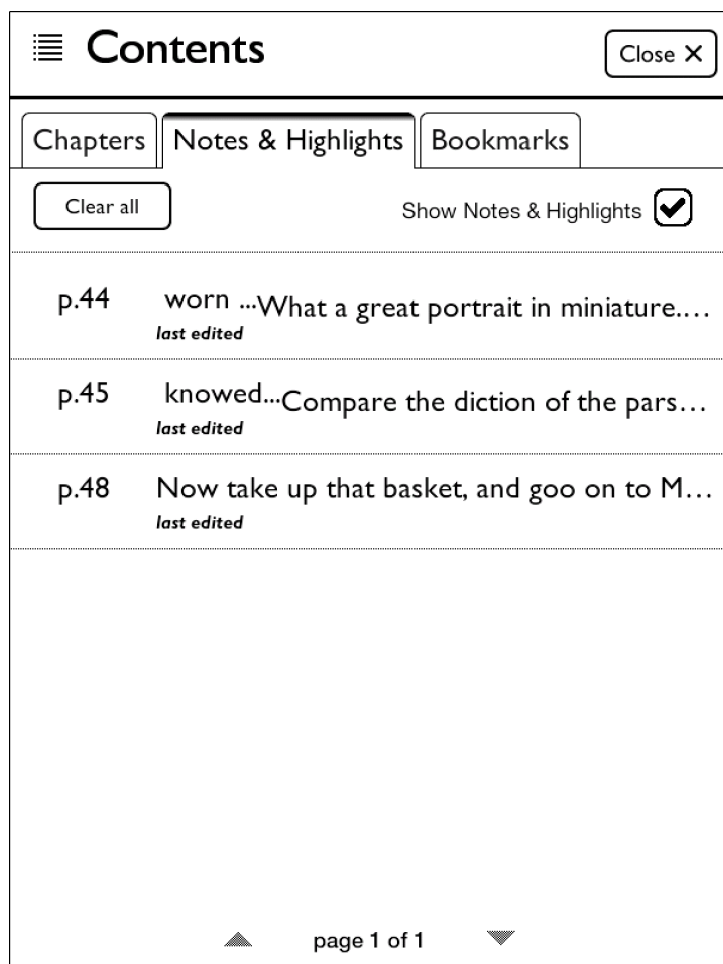 Contents
Close X
Chapters Notes & Highlights Bookmarks
Clear all Show Notes & Highlights
p.44 worn ...What a great portrait in miniature....
last edited
p.45 knowed...Compare the diction of the pars...
last edited
p.48 Now take up that basket, and goo on to M...
last edited
page 1 of 1